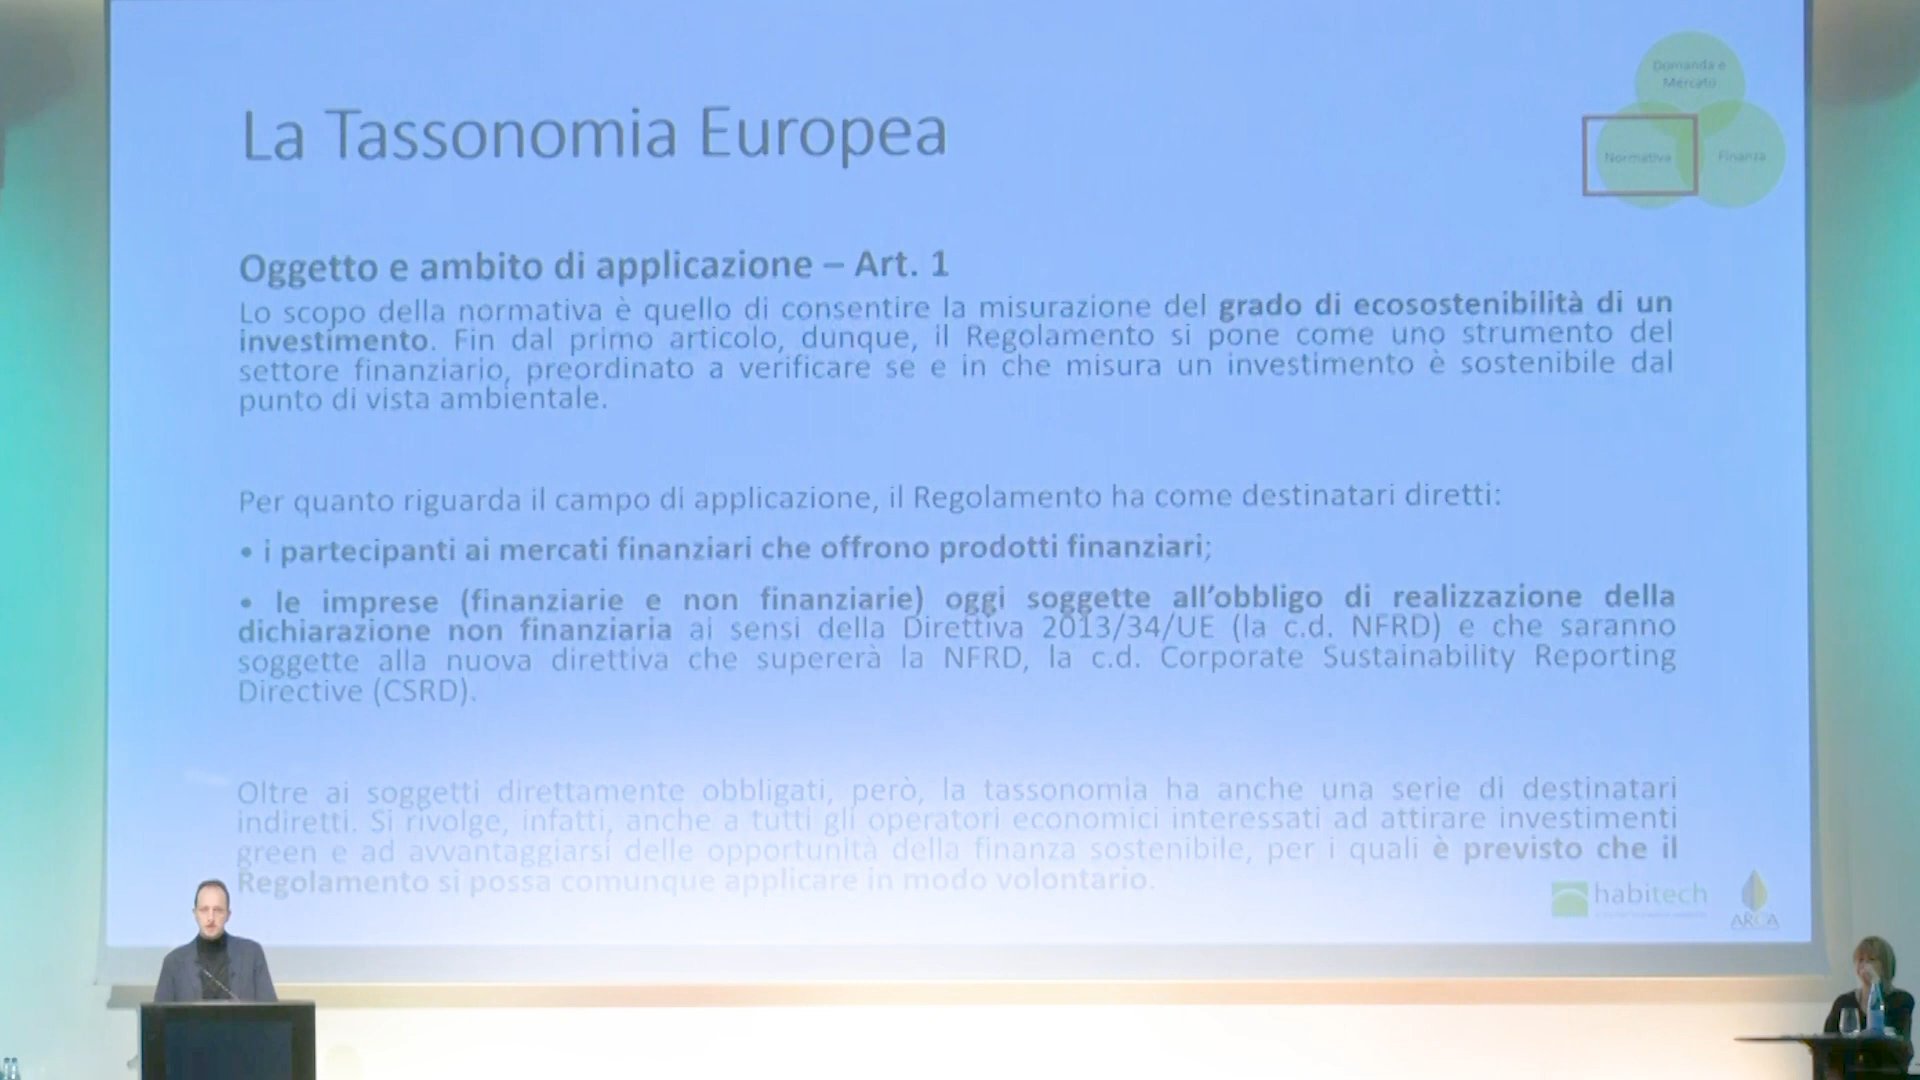 La Tassonomia Europea
Domanda e
Mercato
Normativa
Finanza
Oggetto e ambito di applicazione – Art. 1
Lo scopo della normativa è quello di consentire la misurazione del grado di ecosostenibilità di un
investimento. Fin dal primo articolo, dunque, il Regolamento si pone come uno strumento del
settore finanziario, preordinato a verificare se e in che misura un investimento è sostenibile dal
punto di vista ambientale.
Per quanto riguarda il campo di applicazione, il Regolamento ha come destinatari diretti:
• i partecipanti ai mercati finanziari che offrono prodotti finanziari;
• le imprese (finanziarie e non finanziarie) oggi soggette all’obbligo di realizzazione della
dichiarazione non finanziaria ai sensi della Direttiva 2013/34/UE (la c.d. NFRD) e che saranno
soggette alla nuova direttiva che supererà la NFRD, la c.d. Corporate Sustainability Reporting
Directive (CSRD).
Oltre ai soggetti direttamente obbligati, però, la tassonomia ha anche una serie di destinatari
indiretti. Si rivolge, infatti, anche a tutti gli operatori economici interessati ad attirare investimenti
green e ad avvantaggiarsi delle opportunità della finanza sostenibile, per i quali è previsto che il
Regolamento si possa comunque applicare in modo volontario.
habitech
ARCA